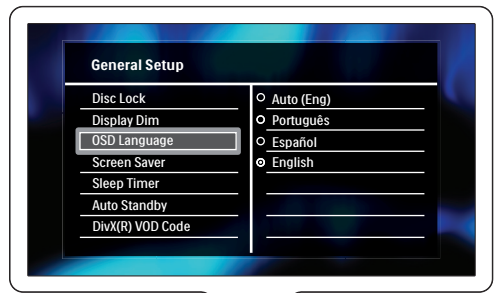 General Setup
Disc Lock
Display Dim
OSD Language
Screen Saver
Sleep Timer
Auto Standby
DivX(R) VOD Code
Auto (Eng)
Português
Español
English